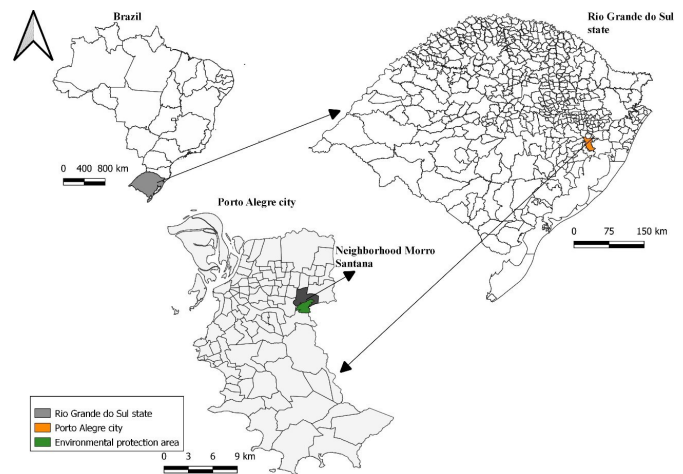 Brazil
Rio Grande do Sul
state
0 400 800 km
Porto Alegre city
0 75 150 km
Neighborhood Morro
Santana
Rio Grande do Sul state
Porto Alegre city
Environmental protection area
0 3 6 9 km